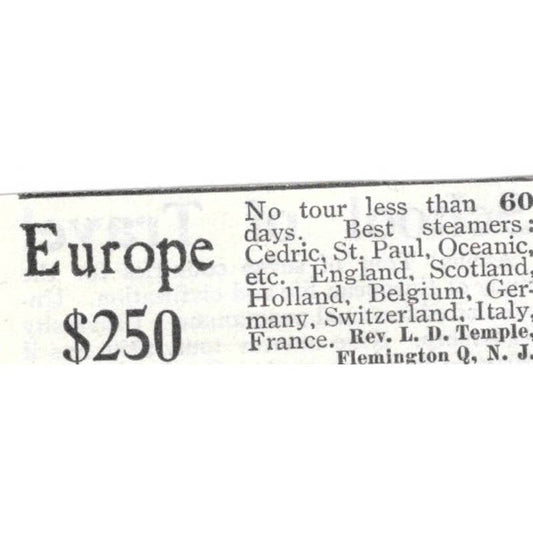 Europe
$250
No tour less than 60
days. Best steamers:
Cedric, St. Paul, Oceanic,
etc. England, Scotland,
Holland, Belgium, Ger-
many, Switzerland, Italy,
France. Rev. L. D. Temple,
Flemington Q, N. J.